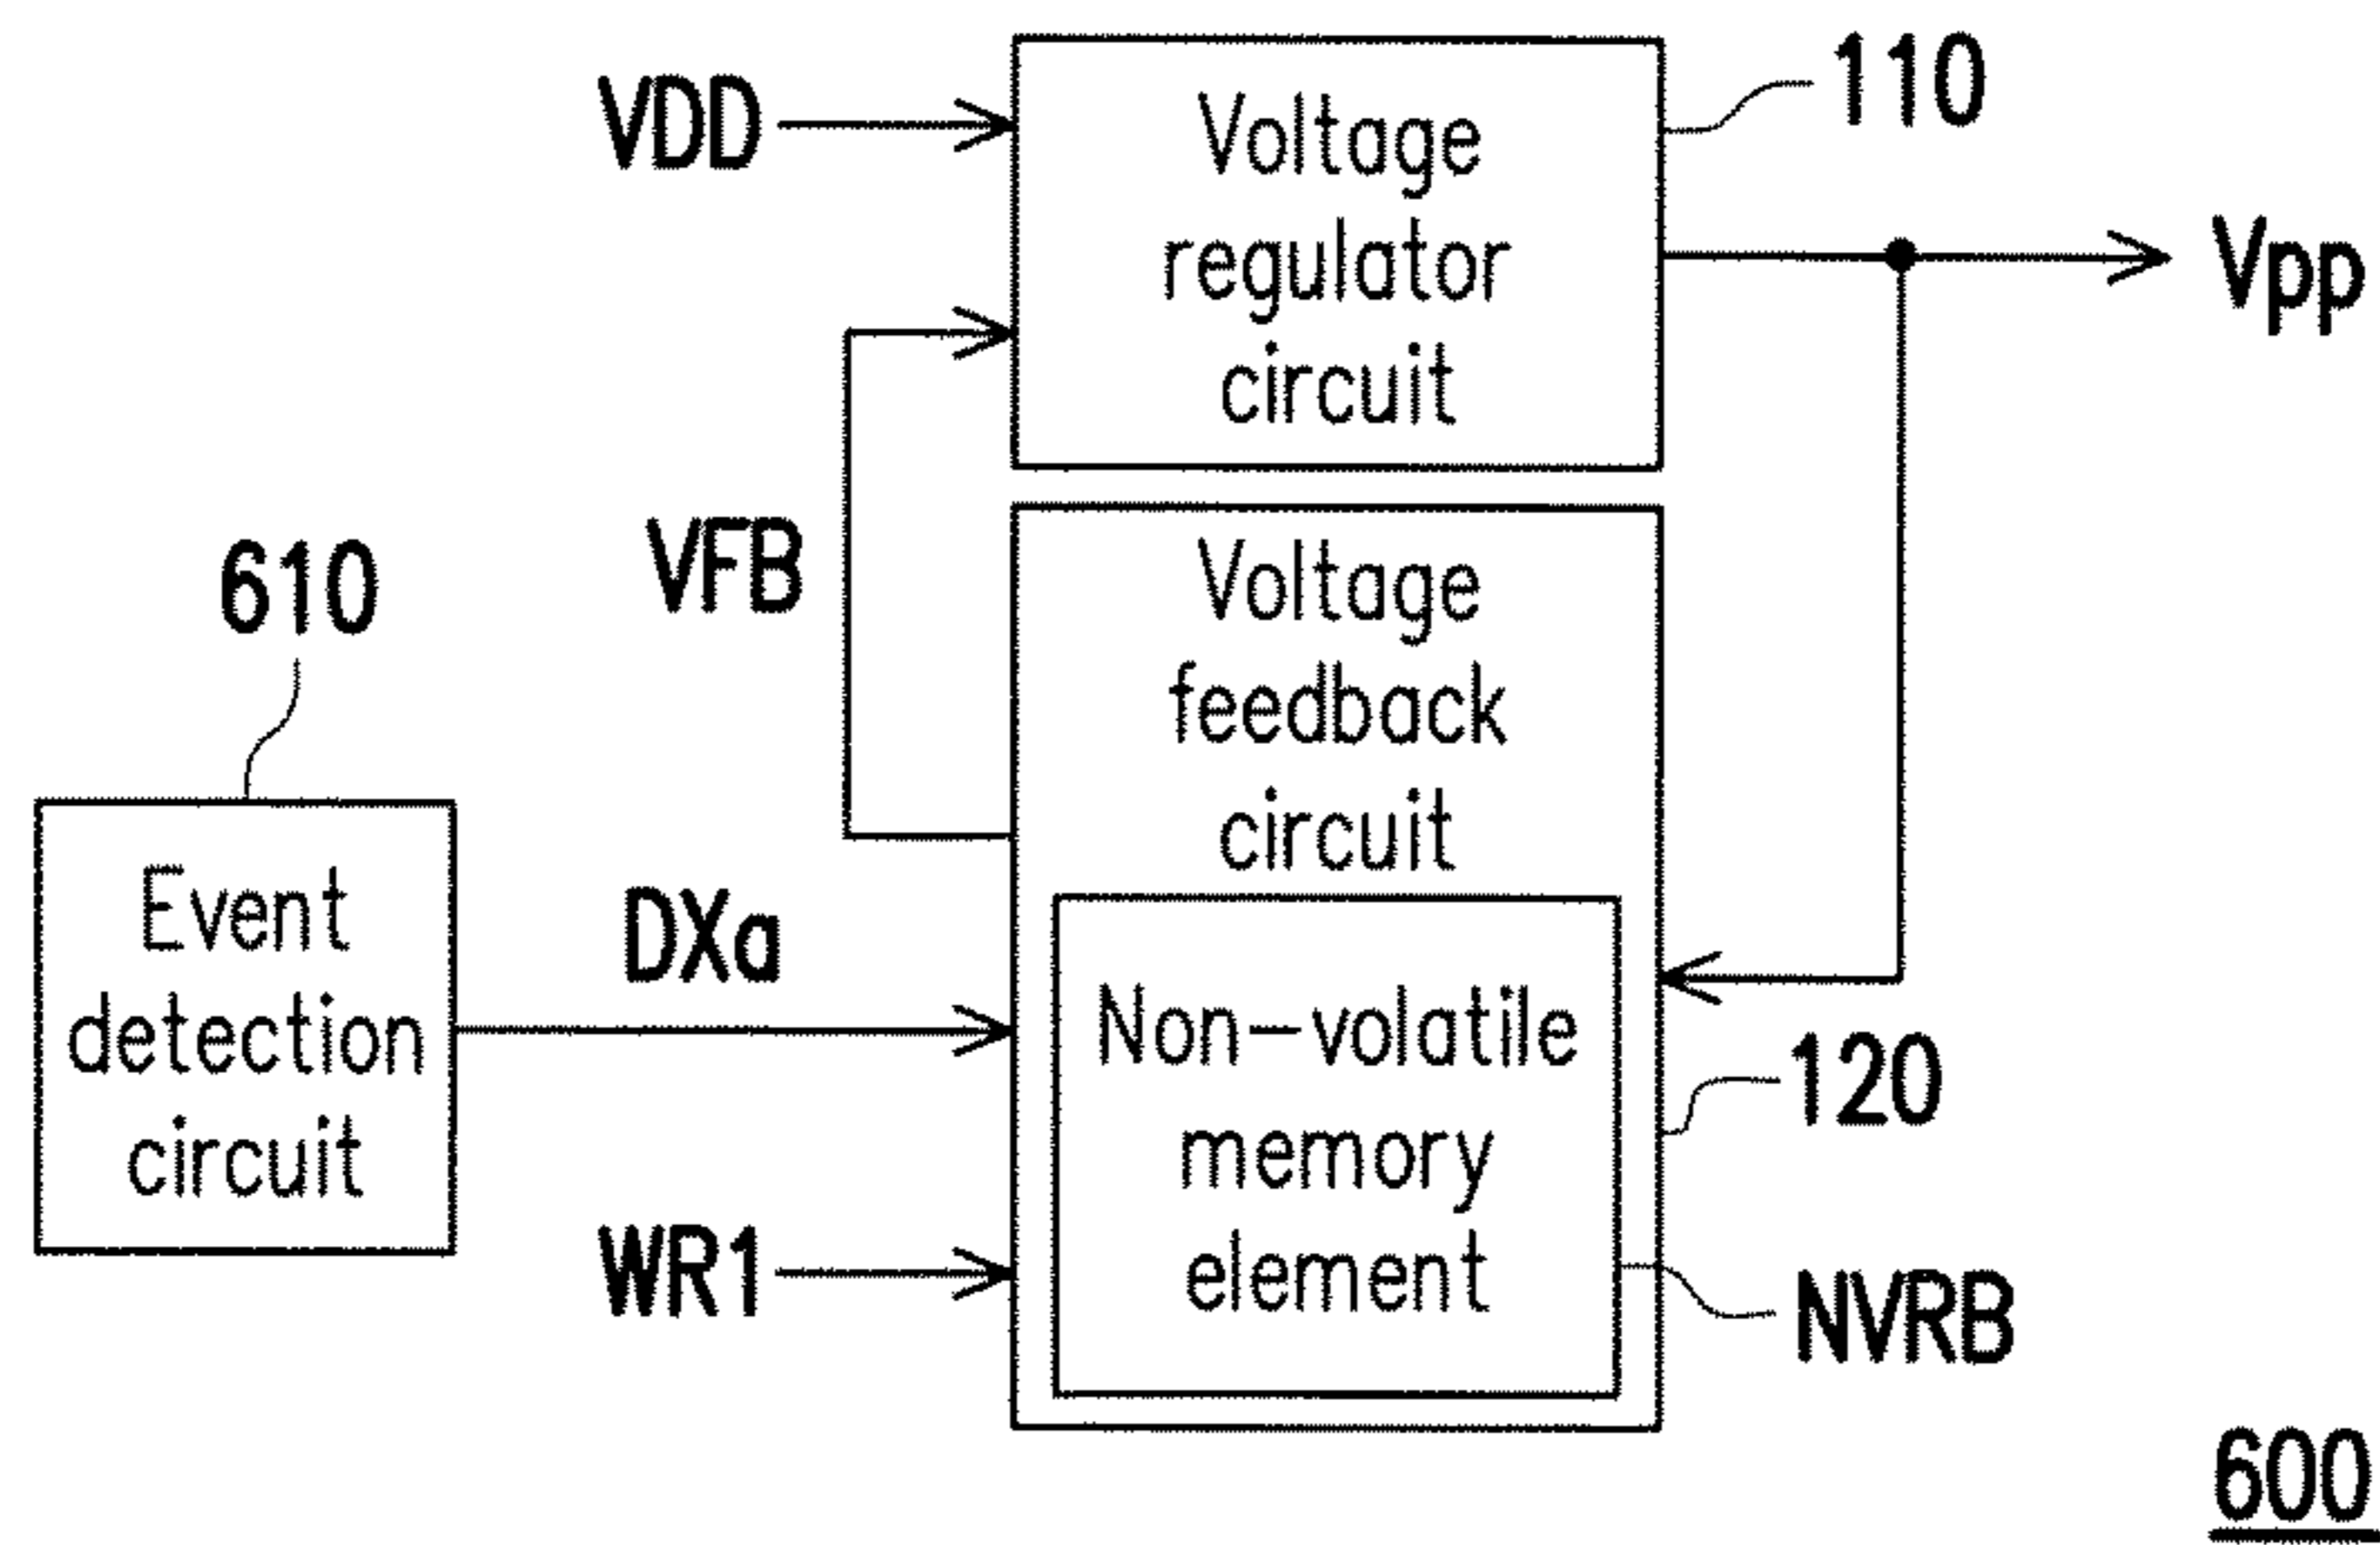 VDD
Voltage
regulator
circuit
110
Vpp
VFB
610
Voltage
feedback
circuit
Event
detection
circuit
DXa
WR1
Non-volatile
memory
element
120
NVRB
600